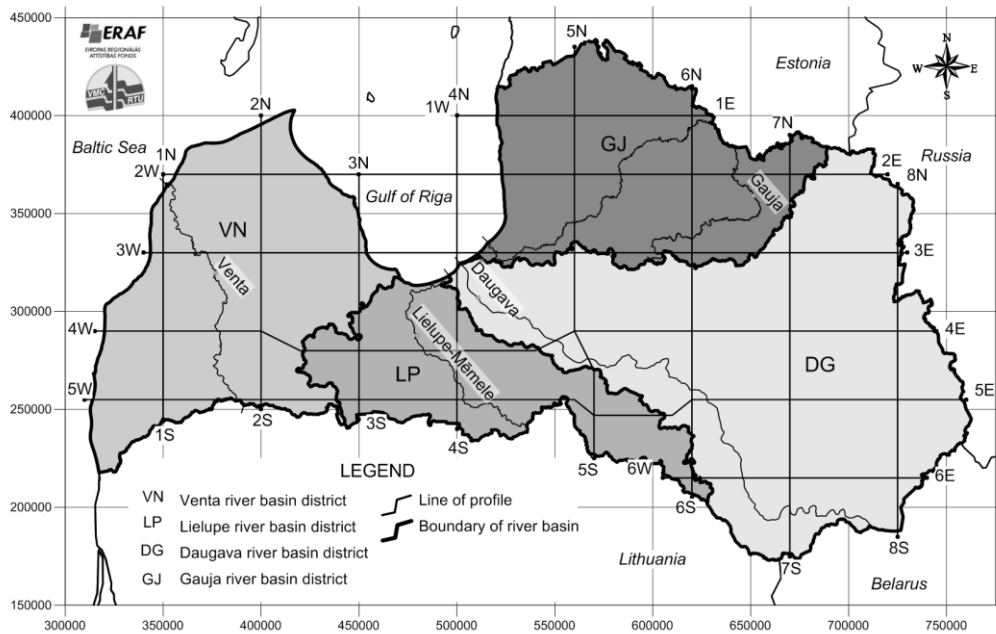 450000
400000
350000
300000
250000
200000
150000
300000
350000
400000
450000
500000
550000
600000
650000
700000
750000
ERAF
EIROPAS REĢIONĀLĀS
ATTĪSTĪBAS FONDS
VMC
RTU
N
W
E
S
Baltic Sea
Gulf of Riga
Estonia
Russia
Lithuania
Belarus
5N
6N
4N
1W
1E
2N
7N
1N
2W
3N
2E
8N
GJ
Gauja
VN
3W
3E
Venta
Daugava
4W
4E
Lielupe-Mēmele
LP
DG
5W
5E
1S
2S
3S
4S
5S
6W
6E
6S
7S
8S
LEGEND
VN Venta river basin district
LP Lielupe river basin district
DG Daugava river basin district
GJ Gauja river basin district
Line of profile
Boundary of river basin